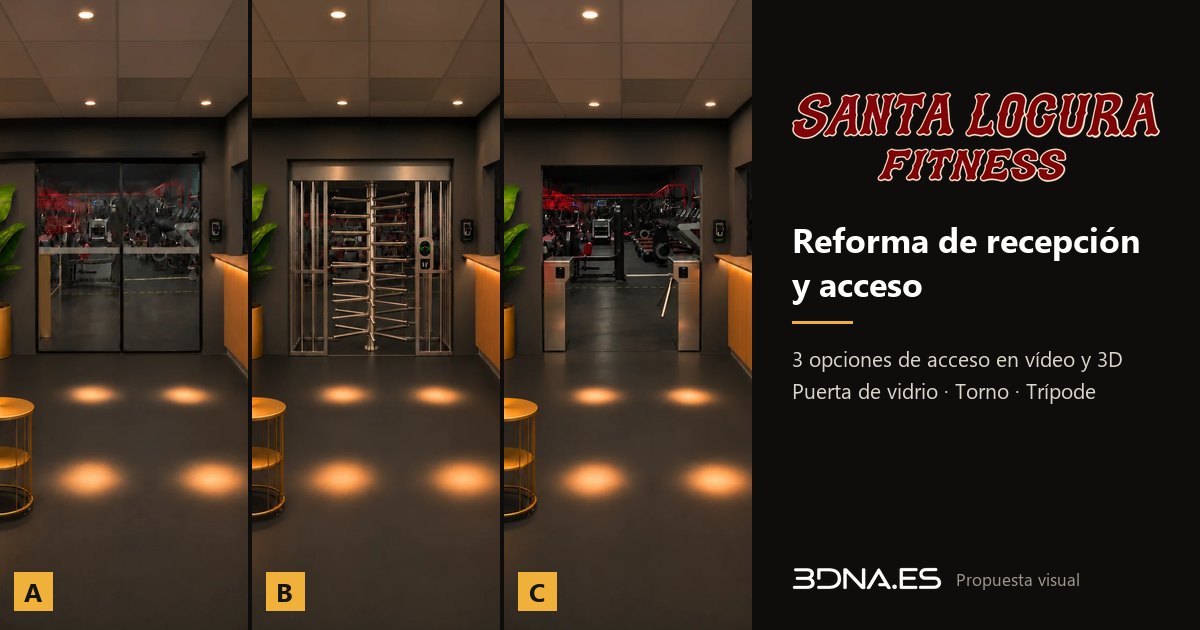 A
B
C
SANTA LOCURA
FITNESS
Reforma de recepción
y acceso
3 opciones de acceso en vídeo y 3D
Puerta de vidrio · Torno · Trípode
3DNA.ES Propuesta visual